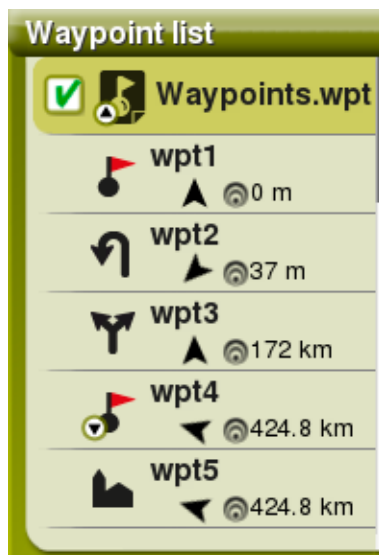 Waypoint list
Waypoints.wpt
wpt1
0 m
wpt2
37 m
wpt3
172 km
wpt4
424.8 km
wpt5
424.8 km